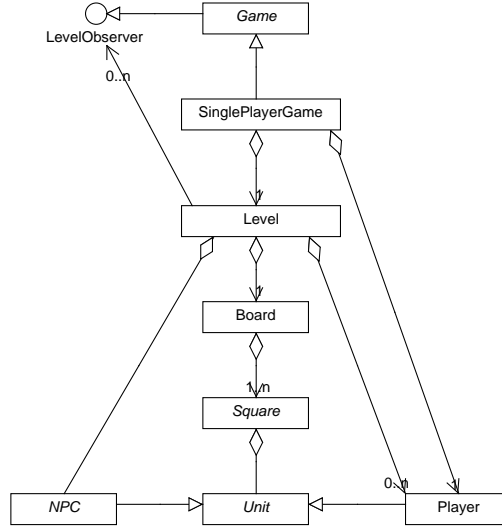 Game
LevelObserver
0..n
SinglePlayerGame
1
Level
1
Board
1..n
Square
0..n
1
NPC
Unit
Player